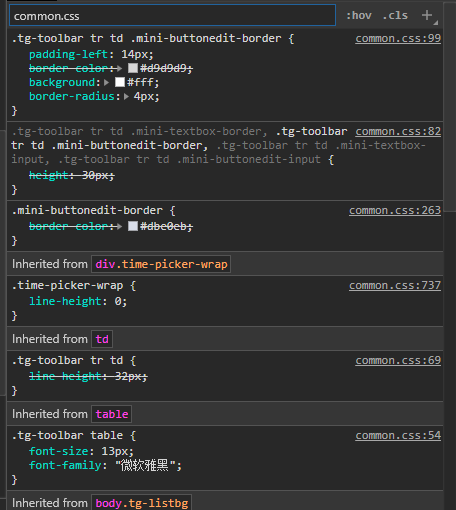 common.css :hov .cls +
.tg-toolbar tr td .mini-buttonedit-border { common.css:99
padding-left: 14px;
border-color: #d9d9d9;
background: #fff;
border-radius: 4px;
}
.tg-toolbar tr td .mini-textbox-border, .tg-toolbar common.css:82
tr td .mini-buttonedit-border, .tg-toolbar tr td .mini-textbox-
input, .tg-toolbar tr td .mini-buttonedit-input {
height: 30px;
}
.mini-buttonedit-border { common.css:263
border-color: #dbe0eb;
}
Inherited from div.time-picker-wrap
.time-picker-wrap { common.css:737
line-height: 0;
}
Inherited from td
.tg-toolbar tr td { common.css:69
line-height: 32px;
}
Inherited from table
.tg-toolbar table { common.css:54
font-size: 13px;
font-family: "微软雅黑";
}
Inherited from body.tg-listbg